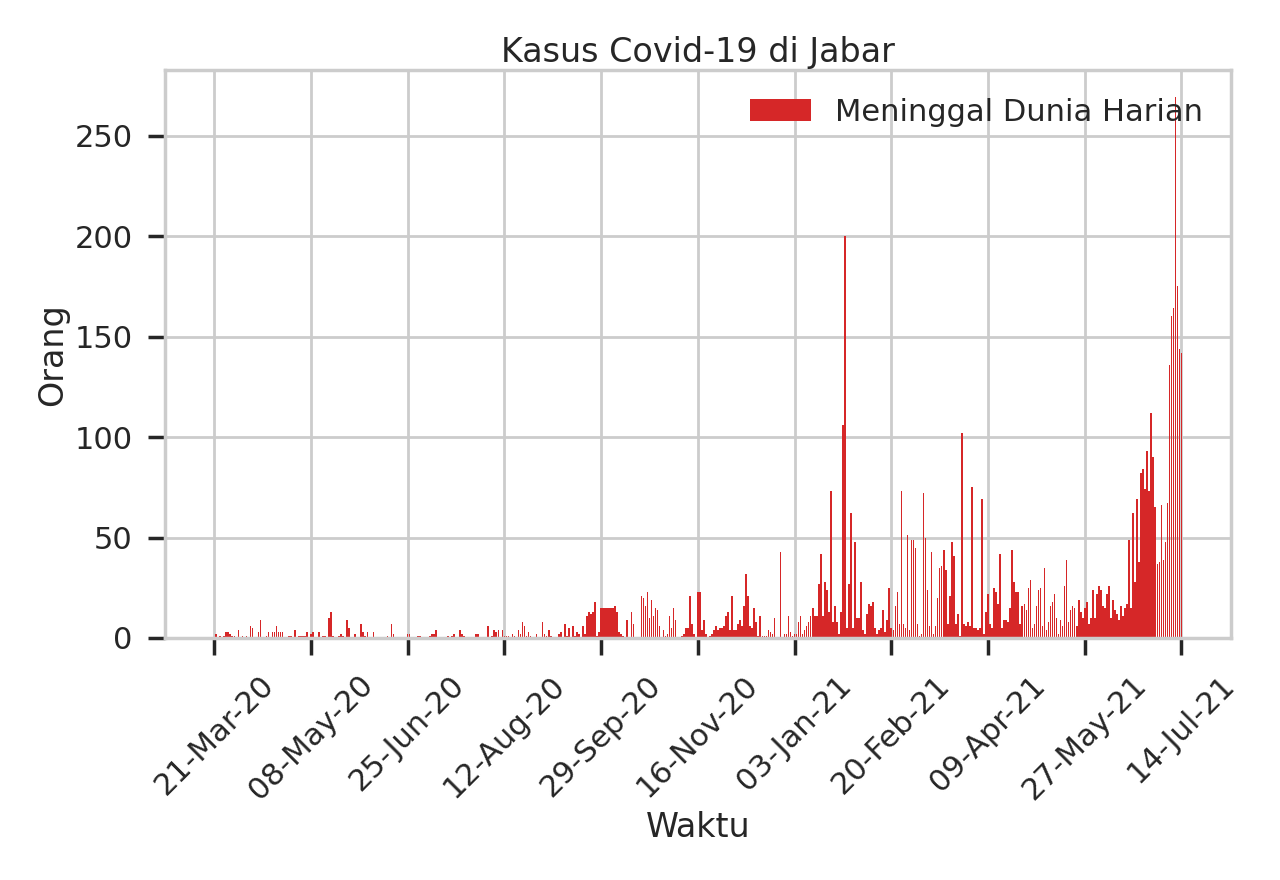 Kasus Covid-19 di Jabar
Meninggal Dunia Harian
Orang
250
200
150
100
50
0
21-Mar-20
08-May-20
25-Jun-20
12-Aug-20
29-Sep-20
16-Nov-20
03-Jan-21
20-Feb-21
09-Apr-21
27-May-21
14-Jul-21
Waktu